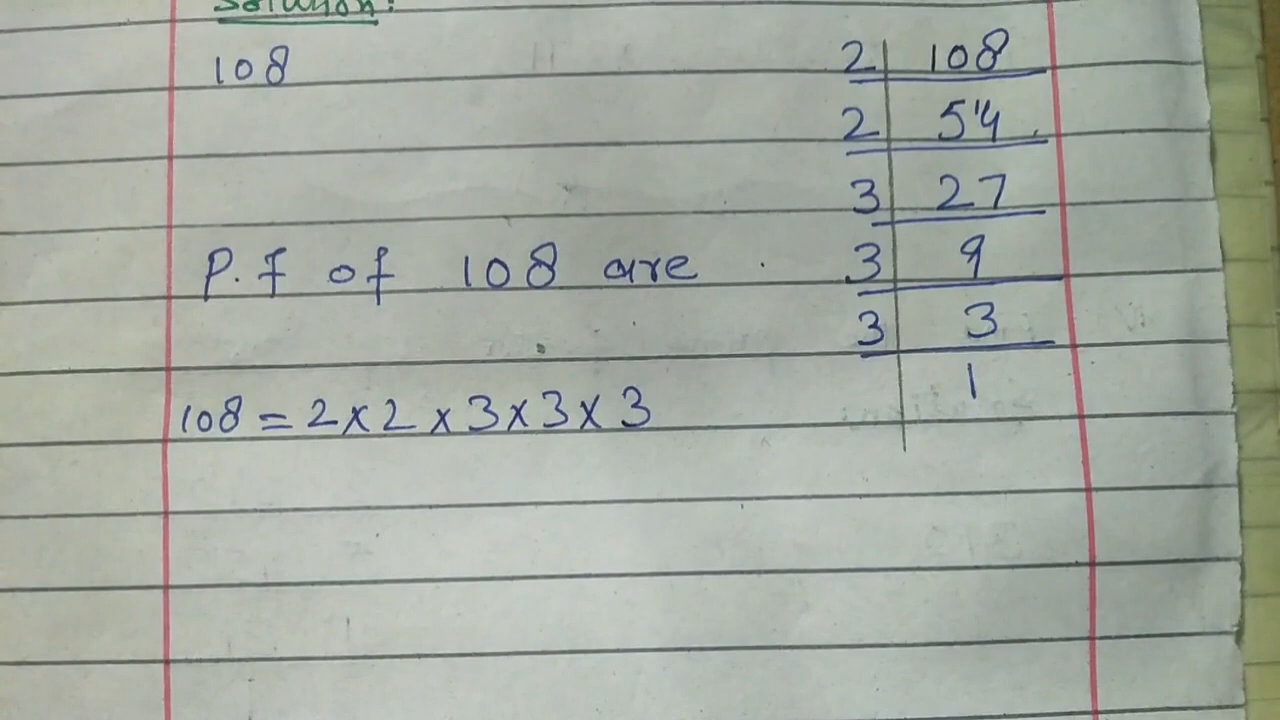 Solution:
108
2 | 108
2 | 54
3 | 27
P.f of 108 are
3 | 9
3 | 3
1
108 = 2 x 2 x 3 x 3 x 3